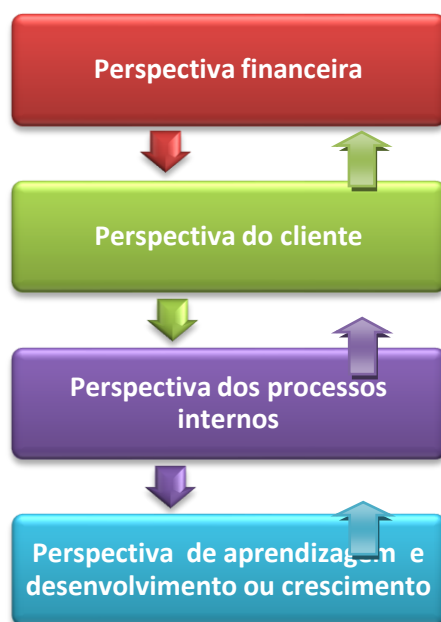 Perspectiva financeira
Perspectiva do cliente
Perspectiva dos processos
internos
Perspectiva de aprendizagem e
desenvolvimento ou crescimento